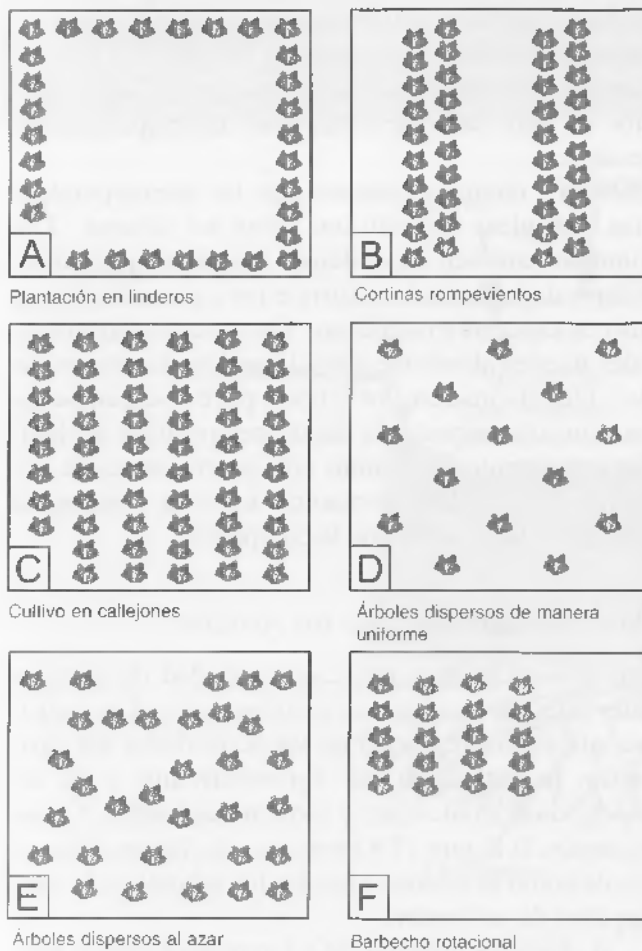 A
Plantación en linderos
B
Cortinas rompevientos
C
Cultivo en callejones
D
Árboles dispersos de manera
uniforme
E
Árboles dispersos al azar
F
Barbecho rotacional